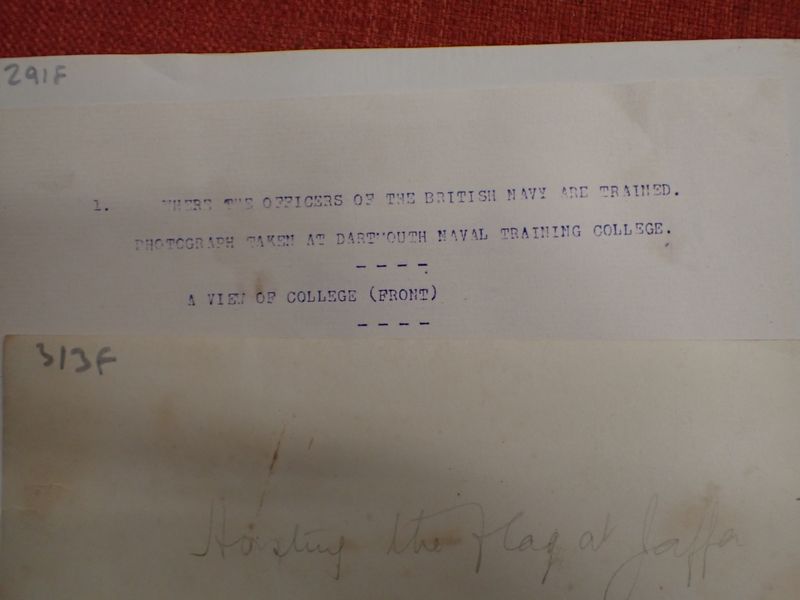 291F
1. WHERE THE OFFICERS OF THE BRITISH NAVY ARE TRAINED.
PHOTOGRAPH TAKEN AT DARTMOUTH NAVAL TRAINING COLLEGE.
----
A VIEW OF COLLEGE (FRONT)
----
313F
Hoisting the Flag at Jaffa